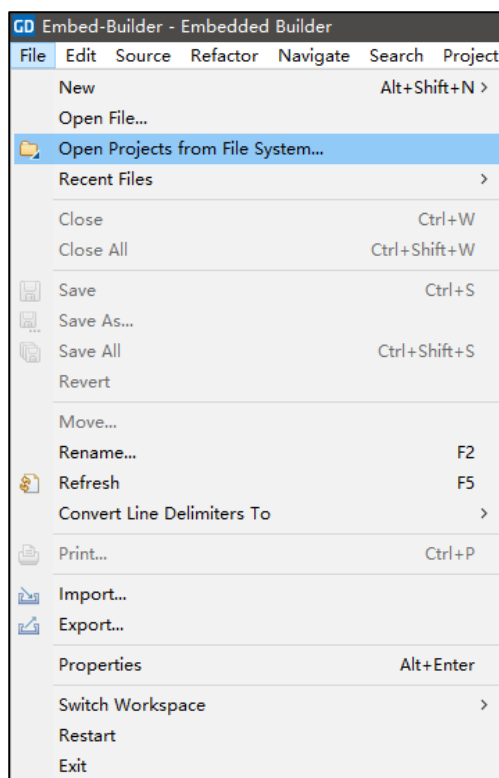 GD Embed-Builder - Embedded Builder
File Edit Source Refactor Navigate Search Project
New Alt+Shift+N >
Open File...
Open Projects from File System...
Recent Files >
Close Ctrl+W
Close All Ctrl+Shift+W
Save Ctrl+S
Save As...
Save All Ctrl+Shift+S
Revert
Move...
Rename... F2
Refresh F5
Convert Line Delimiters To >
Print... Ctrl+P
Import...
Export...
Properties Alt+Enter
Switch Workspace >
Restart
Exit